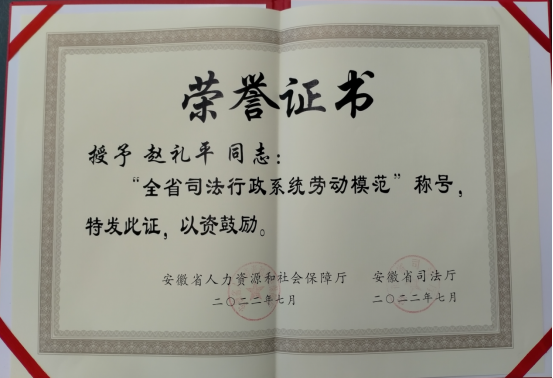 荣誉证书
授予 赵礼平 同志：
“全省司法行政系统劳动模范”称号，
特发此证，以资鼓励。
安徽省人力资源和社会保障厅 安徽省司法厅
二〇二二年七月 二〇二二年七月